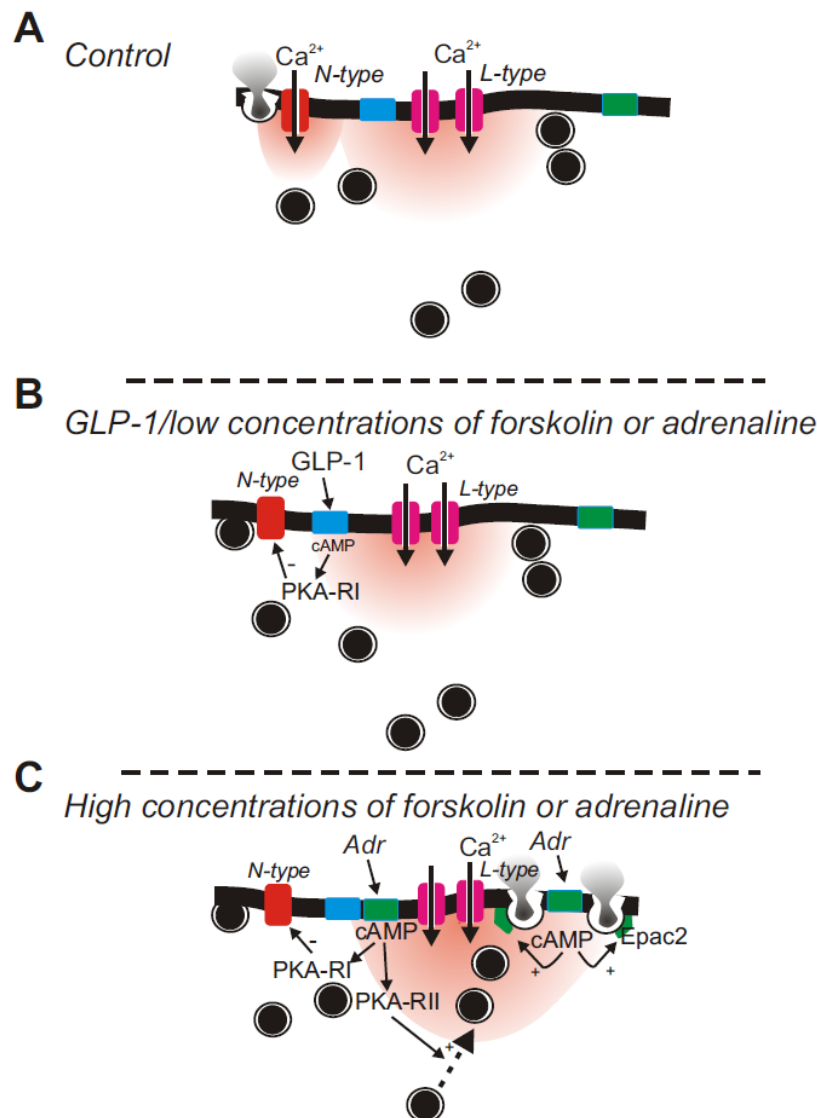 A
Control
Ca²⁺ Ca²⁺
N-type L-type
B
GLP-1/low concentrations of forskolin or adrenaline
GLP-1 Ca²⁺
N-type L-type
cAMP
-
PKA-RI
C
High concentrations of forskolin or adrenaline
Adr Ca²⁺ Adr
N-type L-type
cAMP cAMP Epac2
-
PKA-RI + +
PKA-RII
+